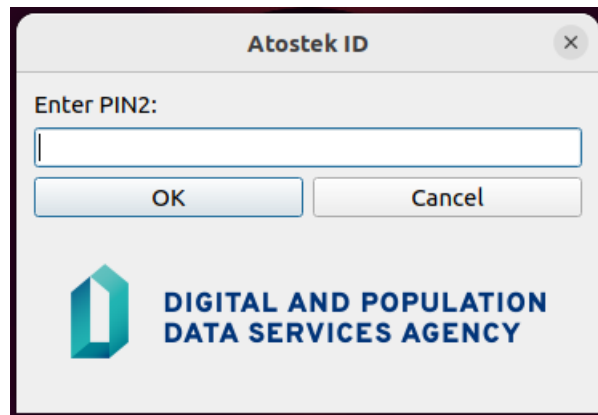 Atostek ID
Enter PIN2:
OK
Cancel
DIGITAL AND POPULATION
DATA SERVICES AGENCY